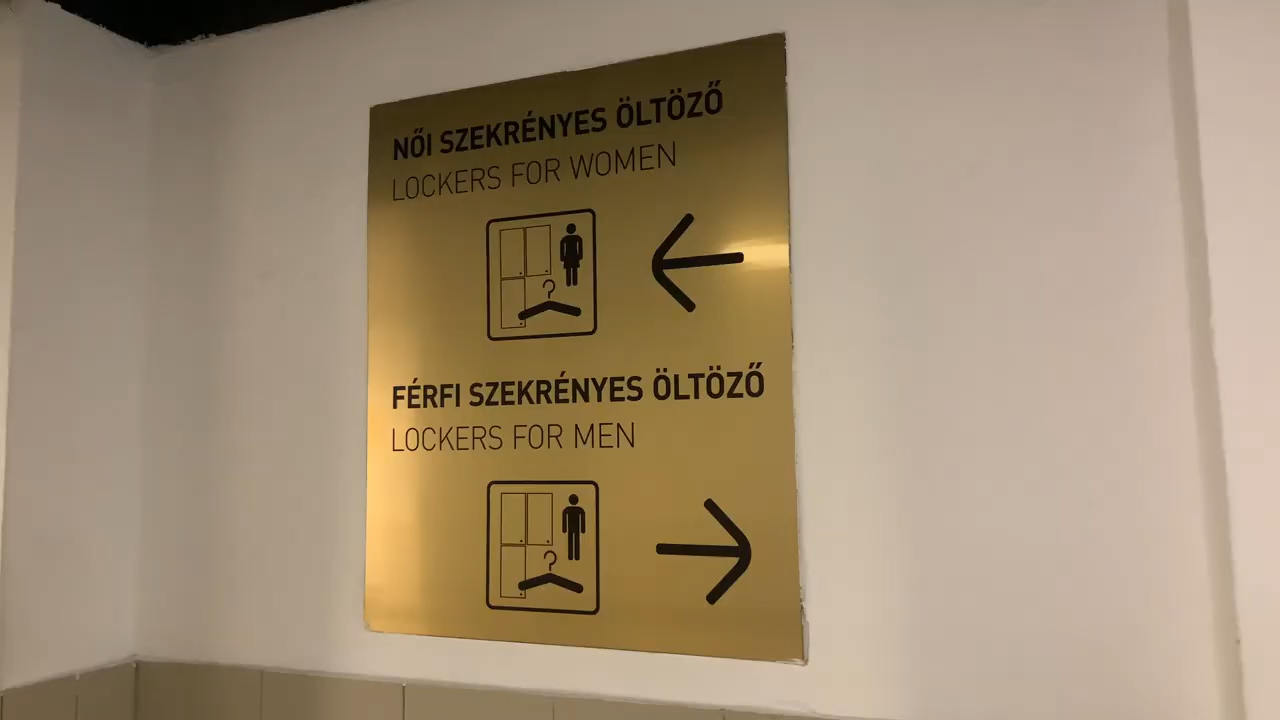 NŐI SZEKRÉNYES ÖLTÖZŐ
LOCKERS FOR WOMEN
FÉRFI SZEKRÉNYES ÖLTÖZŐ
LOCKERS FOR MEN